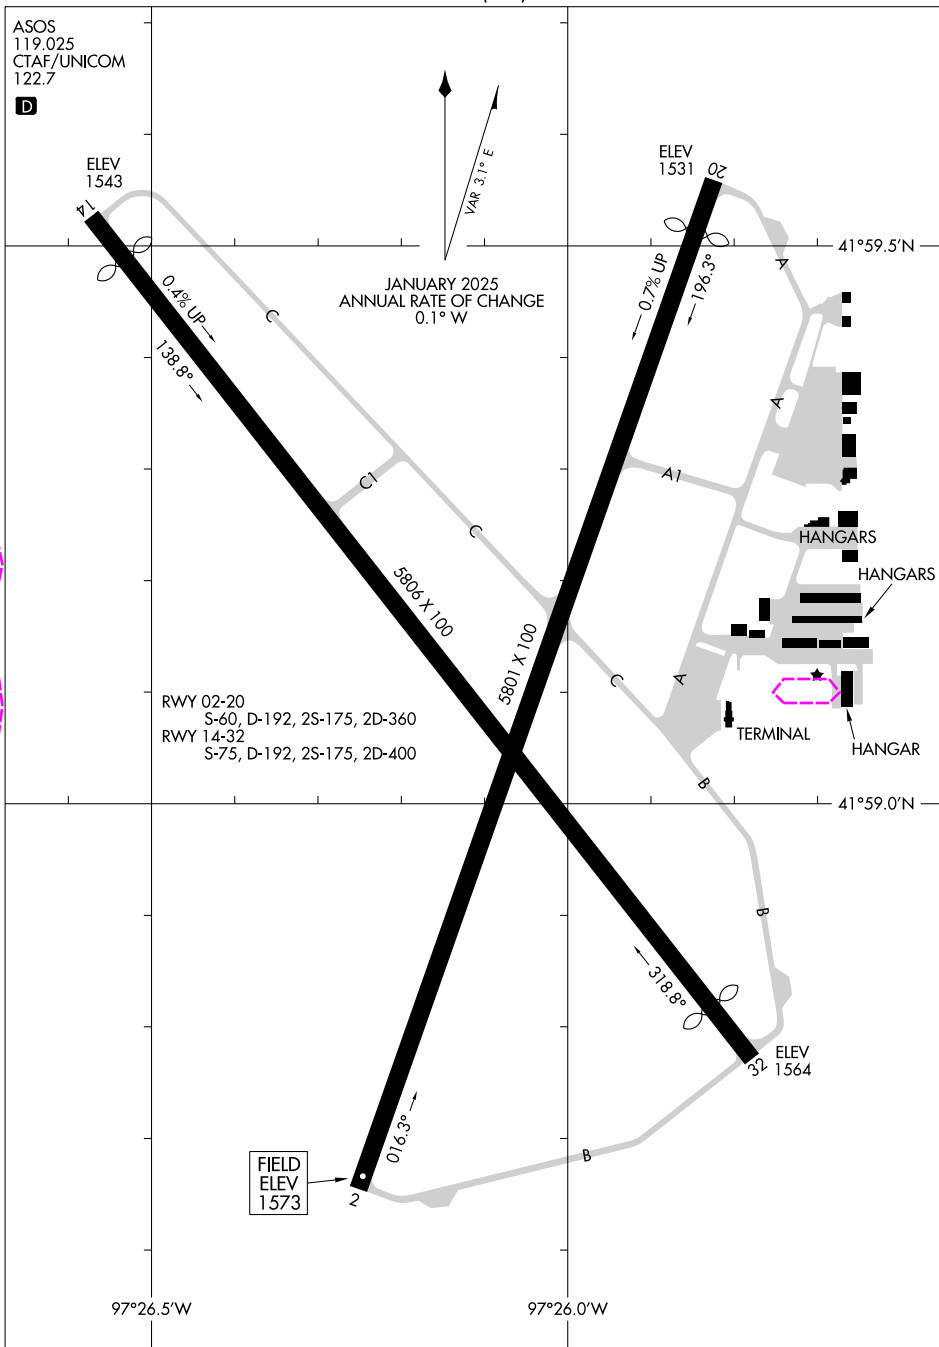 ASOS
119.025
CTAF/UNICOM
122.7
D
ELEV
1543
14
VAR 3.1° E
ELEV
1531
20
A
41°59.5'N
JANUARY 2025
ANNUAL RATE OF CHANGE
0.1° W
0.4% UP
138.8°
C
0.7% UP
196.3°
A
C1
A1
C
HANGARS
HANGARS
5806 X 100
5801 X 100
C
A
RWY 02-20
S-60, D-192, 2S-175, 2D-360
RWY 14-32
S-75, D-192, 2S-175, 2D-400
TERMINAL
HANGAR
B
41°59.0'N
B
318.8°
32
ELEV
1564
016.3°
B
FIELD
ELEV
1573
2
97°26.5'W
97°26.0'W